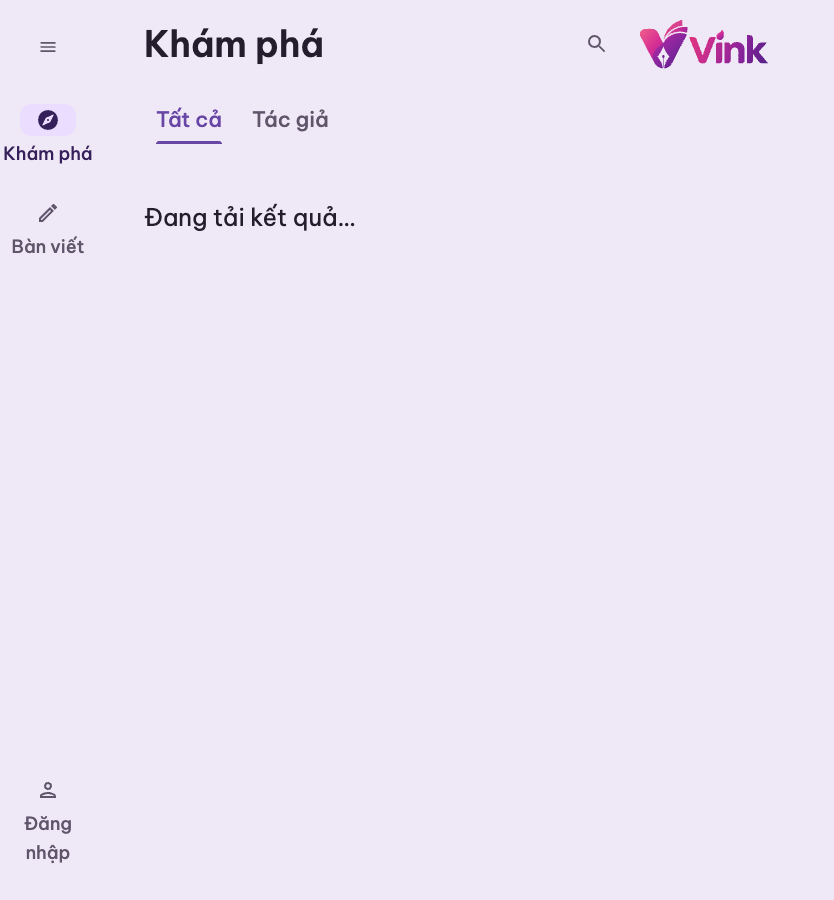 Khám phá
Vink
Tất cả
Tác giả
Khám phá
Đang tải kết quả...
Bàn viết
Đăng
nhập